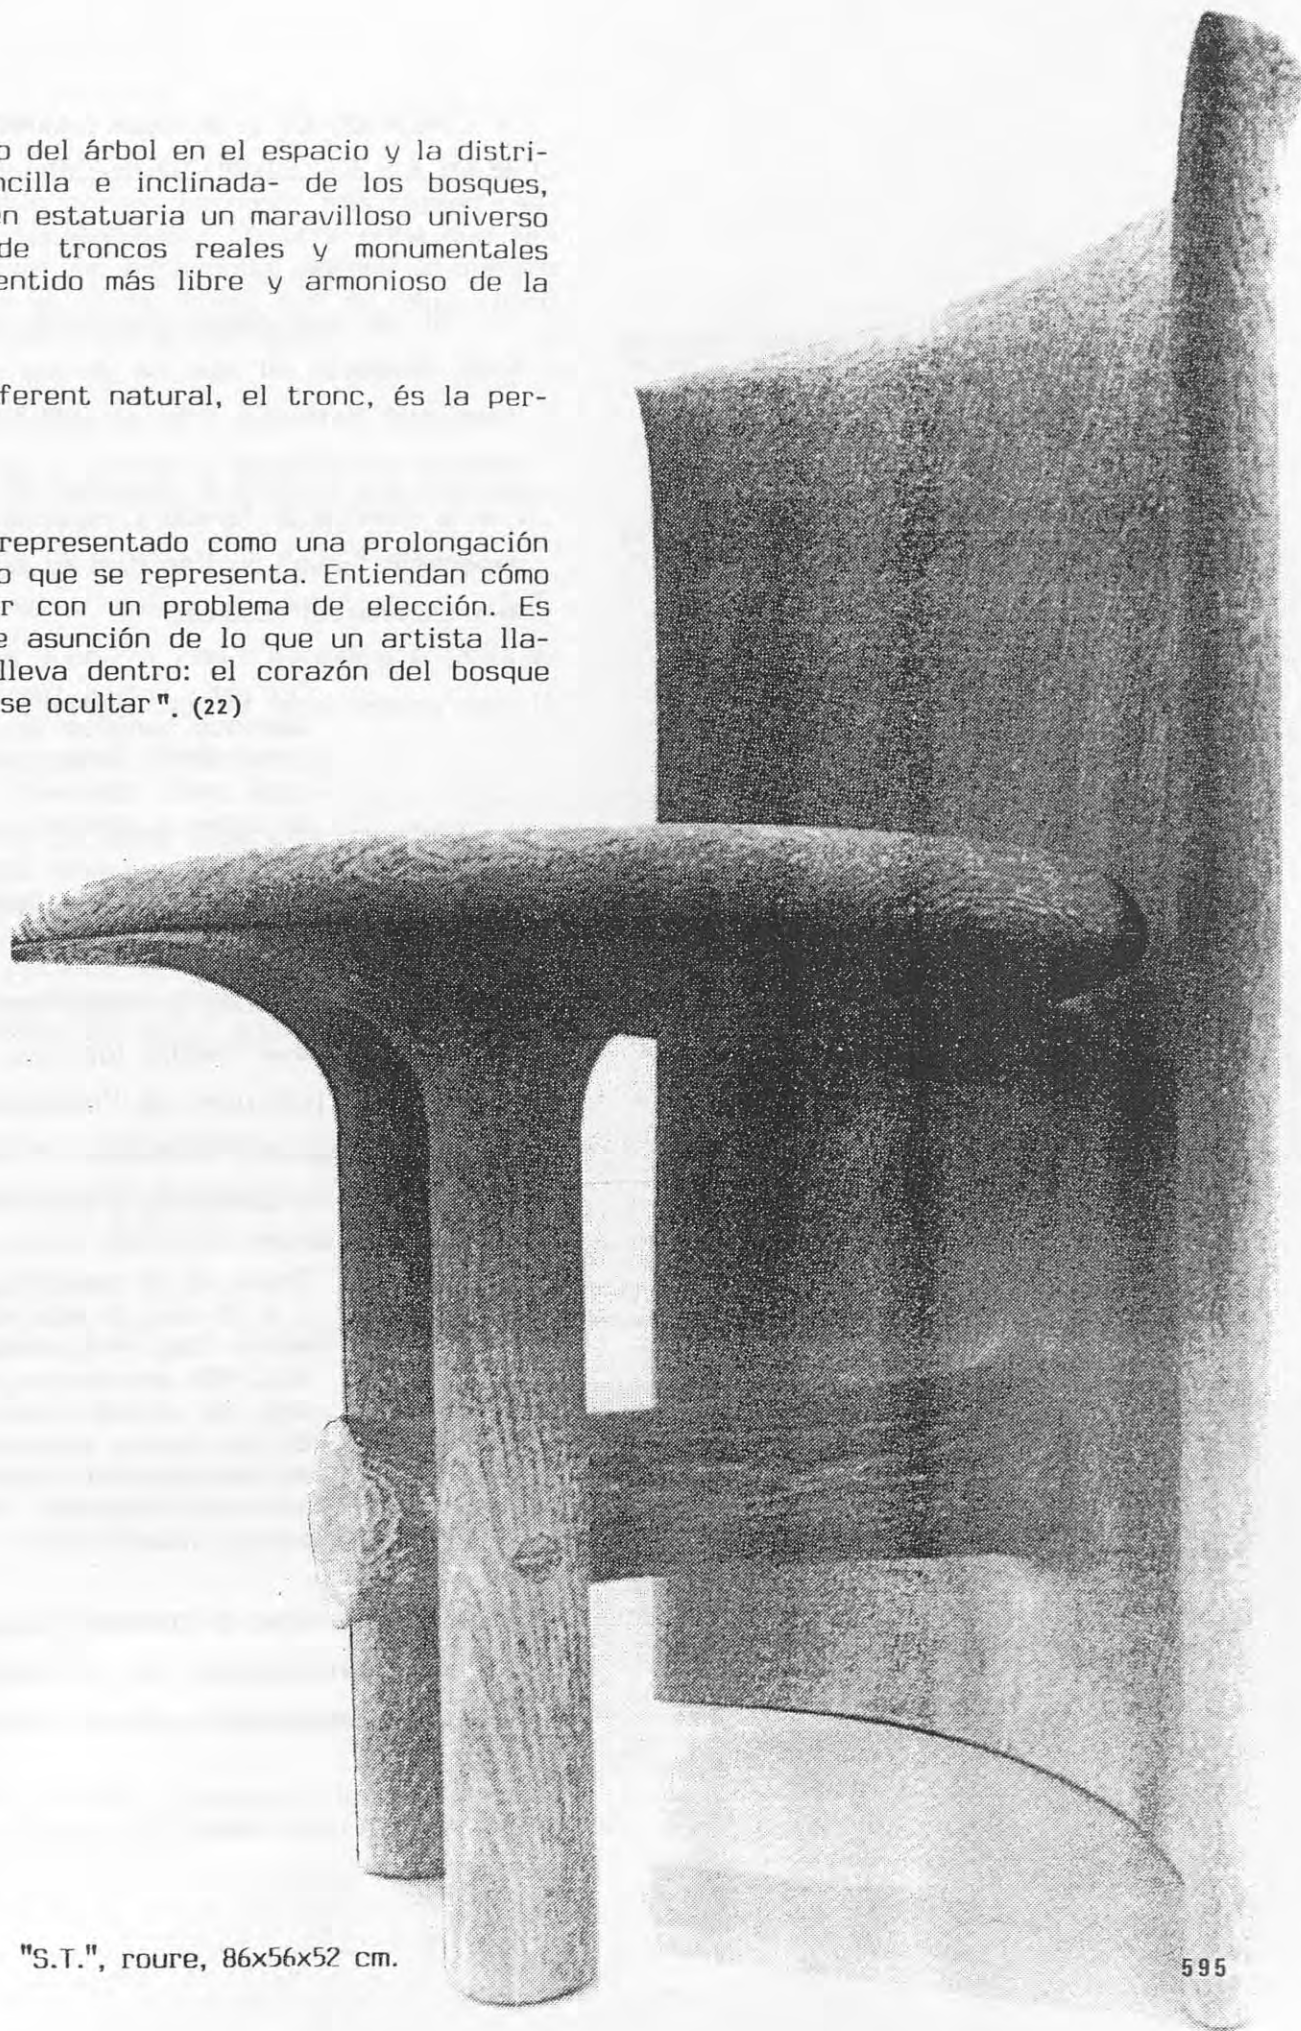 o del árbol en el espacio y la distri-
ncilla e inclinada- de los bosques,
en estatuaria un maravilloso universo
de troncos reales y monumentales
entido más libre y armonioso de la
ferent natural, el tronc, és la per-
representado como una prolongación
o que se representa. Entiendan cómo
r con un problema de elección. Es
e asunción de lo que un artista lla-
lleva dentro: el corazón del bosque
se ocultar". (22)
"S.T.", roure, 86x56x52 cm.
595